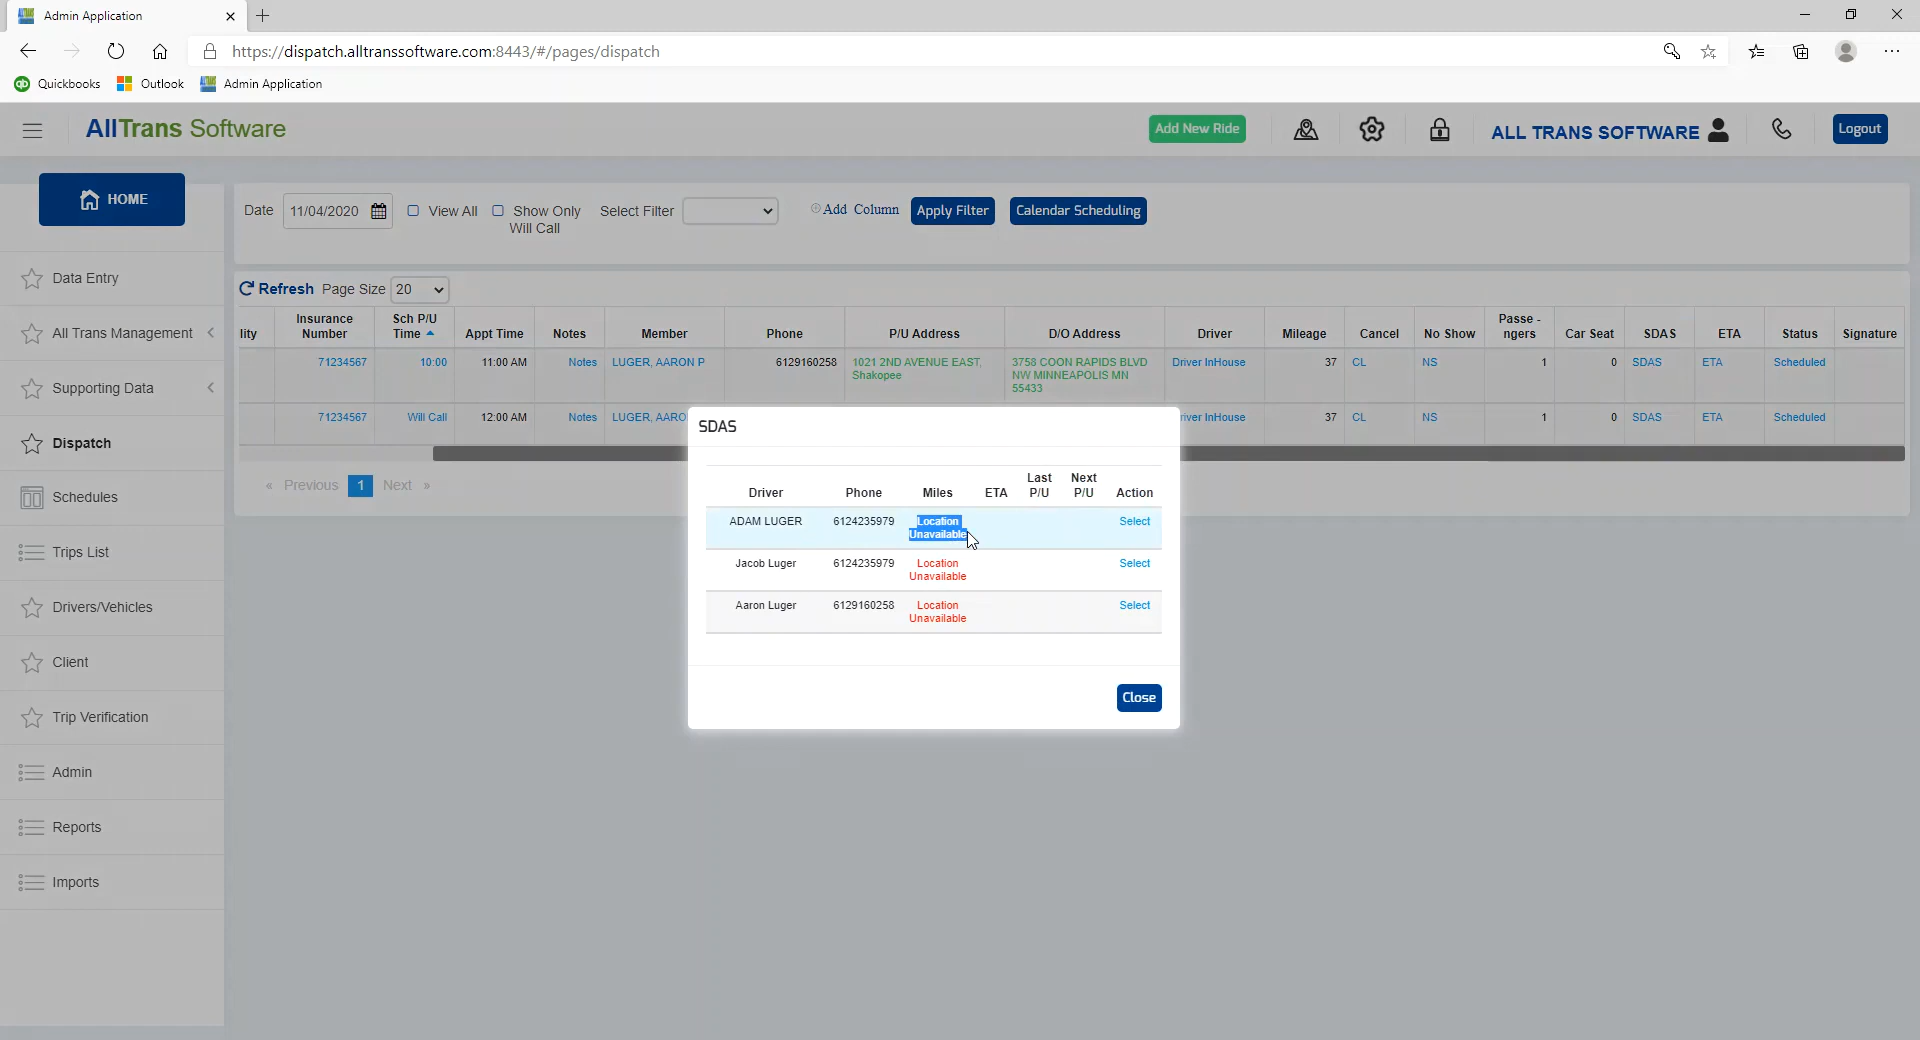 Admin Application
https://dispatch.alltranssoftware.com:8443/#/pages/dispatch
Quickbooks
Outlook
Admin Application
AllTrans Software
Add New Ride
ALL TRANS SOFTWARE
Logout
HOME
Data Entry
All Trans Management
Supporting Data
Dispatch
Schedules
Trips List
Drivers/Vehicles
Client
Trip Verification
Admin
Reports
Imports
Date
11/04/2020
View All
Show Only
Will Call
Select Filter
Add Column
Apply Filter
Calendar Scheduling
Refresh Page Size 20
lity
Insurance
Number
Sch P/U
Time
Appt Time
Notes
Member
Phone
P/U Address
D/O Address
Driver
Mileage
Cancel
No Show
Passe -
ngers
Car Seat
SDAS
ETA
Status
Signature
71234567
10:00
11:00 AM
Notes
LUGER, AARON P
6129160258
1021 2ND AVENUE EAST,
Shakopee
3758 COON RAPIDS BLVD
NW MINNEAPOLIS MN
55433
Driver InHouse
37
CL
NS
1
0
SDAS
ETA
Scheduled
71234567
Will Call
12:00 AM
Notes
LUGER, AARO
ver InHouse
37
CL
NS
1
0
SDAS
ETA
Scheduled
« Previous 1 Next »
SDAS
Driver
Phone
Miles
ETA
Last
P/U
Next
P/U
Action
ADAM LUGER
6124235979
Location
Unavailable
Select
Jacob Luger
6124235979
Location
Unavailable
Select
Aaron Luger
6129160258
Location
Unavailable
Select
Close